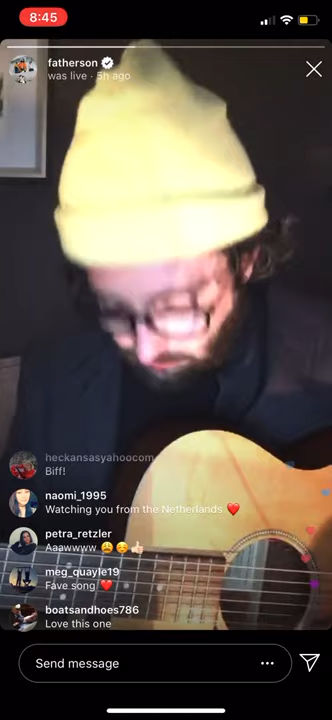 8:45
fatherson
was live · 5h ago
heckansasyahoocom
Biff!
naomi_1995
Watching you from the Netherlands ❤️
petra_retzler
Aaawwww 😩☺️👍🏻
meg_quayle19
Fave song ❤️
boatsandhoes786
Love this one
Send message